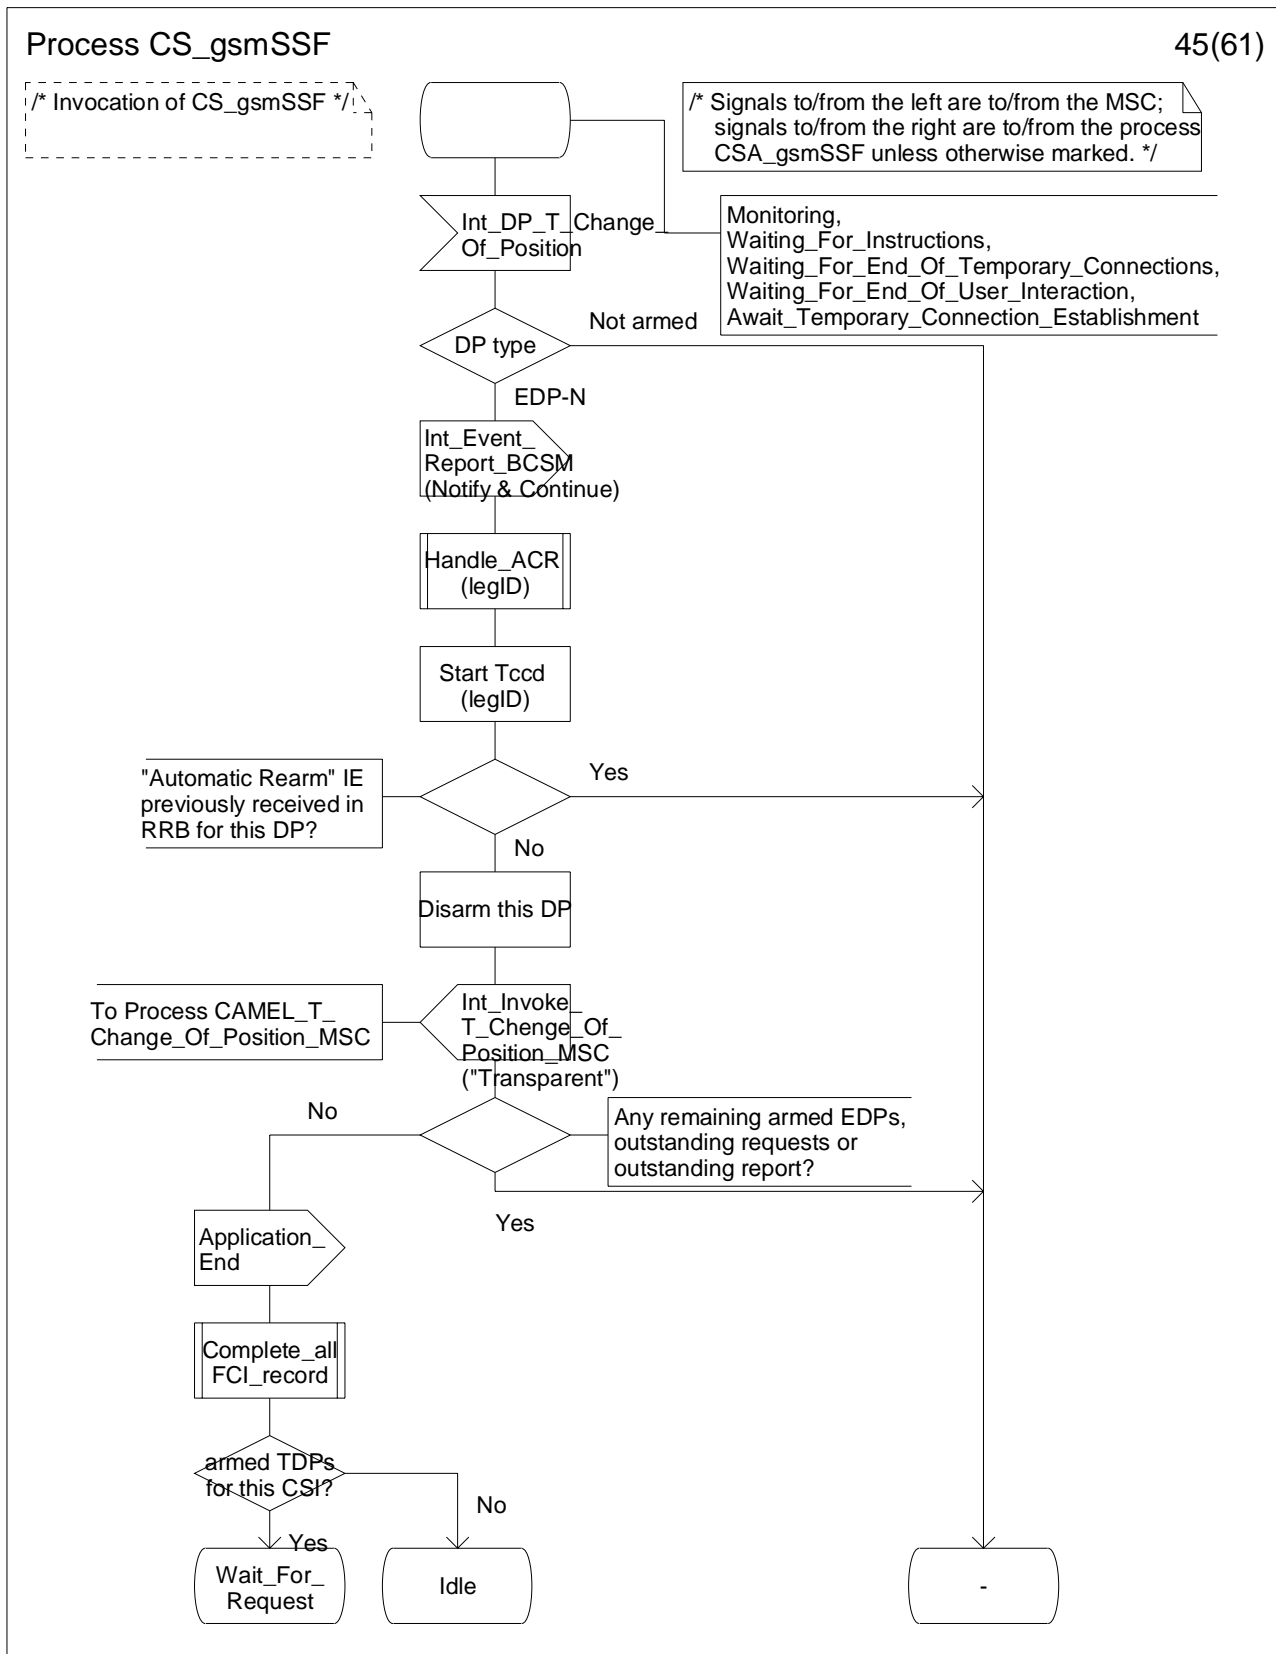 Process CS_gsmSSF
45(61)
/* Invocation of CS_gsmSSF */
/* Signals to/from the left are to/from the MSC;
signals to/from the right are to/from the process
CSA_gsmSSF unless otherwise marked. */
Int_DP_T_Change_
Of_Position
Monitoring,
Waiting_For_Instructions,
Waiting_For_End_Of_Temporary_Connections,
Waiting_For_End_Of_User_Interaction,
Await_Temporary_Connection_Establishment
DP type
Not armed
EDP-N
Int_Event_
Report_BCSM
(Notify & Continue)
Handle_ACR
(legID)
Start Tccd
(legID)
"Automatic Rearm" IE
previously received in
RRB for this DP?
Yes
No
Disarm this DP
To Process CAMEL_T_
Change_Of_Position_MSC
Int_Invoke_
T_Chenge_Of_
Position_MSC
("Transparent")
No
Any remaining armed EDPs,
outstanding requests or
outstanding report?
Yes
Application_
End
Complete_all
FCI_record
armed TDPs
for this CSI?
No
Yes
Wait_For_
Request
Idle
-